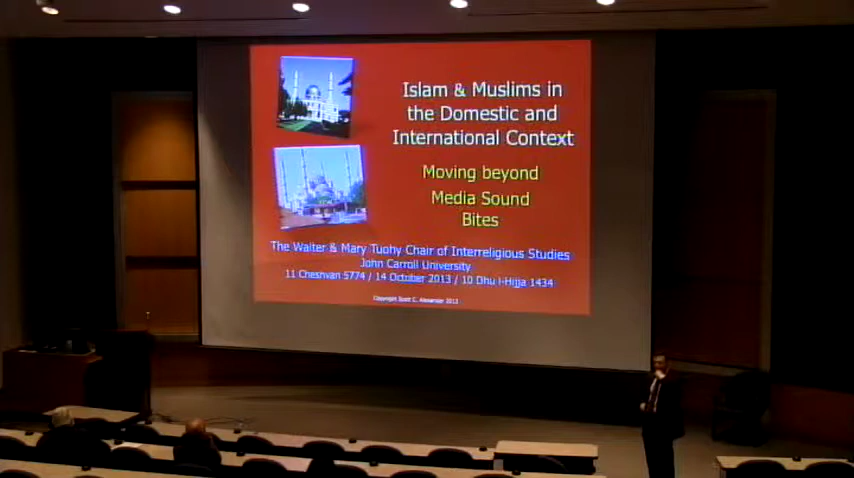 Islam & Muslims in
the Domestic and
International Context
Moving beyond
Media Sound
Bites
The Walter & Mary Tuohy Chair of Interreligious Studies
John Carroll University
11 Cheshvan 5774 / 14 October 2013 / 10 Dhu l-Hijja 1434
Copyright Scott C. Alexander 2013